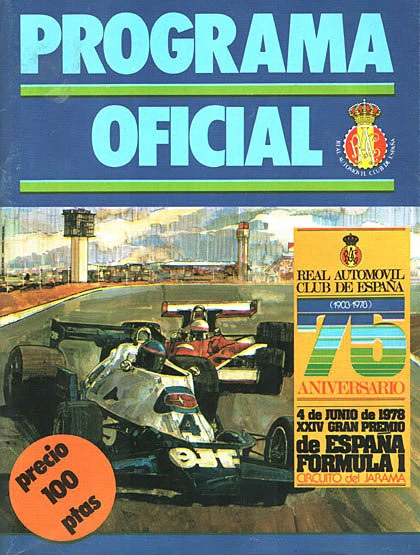 PROGRAMA
OFICIAL
REAL AUTOMOVIL CLUB DE ESPAÑA
REAL AUTOMOVIL
CLUB DE ESPAÑA
(1903-1978)
75
ANIVERSARIO
4 de JUNIO de 1978
XXIV GRAN PREMIO
de ESPAÑA
FORMULA 1
CIRCUITO del JARAMA
4
4
precio
100
ptas